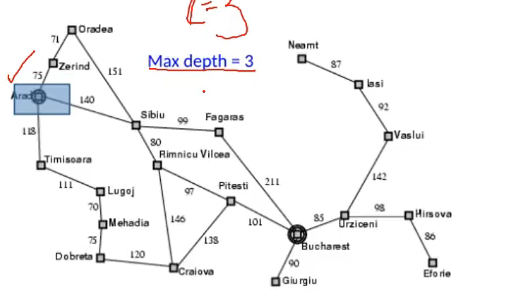 l=3
Oradea
71
Neamt
Zerind
Max depth = 3
87
75
151
Iasi
Arad
140
92
Sibiu
99
Fagaras
118
80
Vaslui
Timisoara
Rimnicu Vilcea
111
Pitesti
211
142
Lugoj
97
70
98
Hirsova
Mehadia
146
101
85
Urziceni
75
138
86
Bucharest
Dobreta
120
90
Craiova
Eforie
Giurgiu